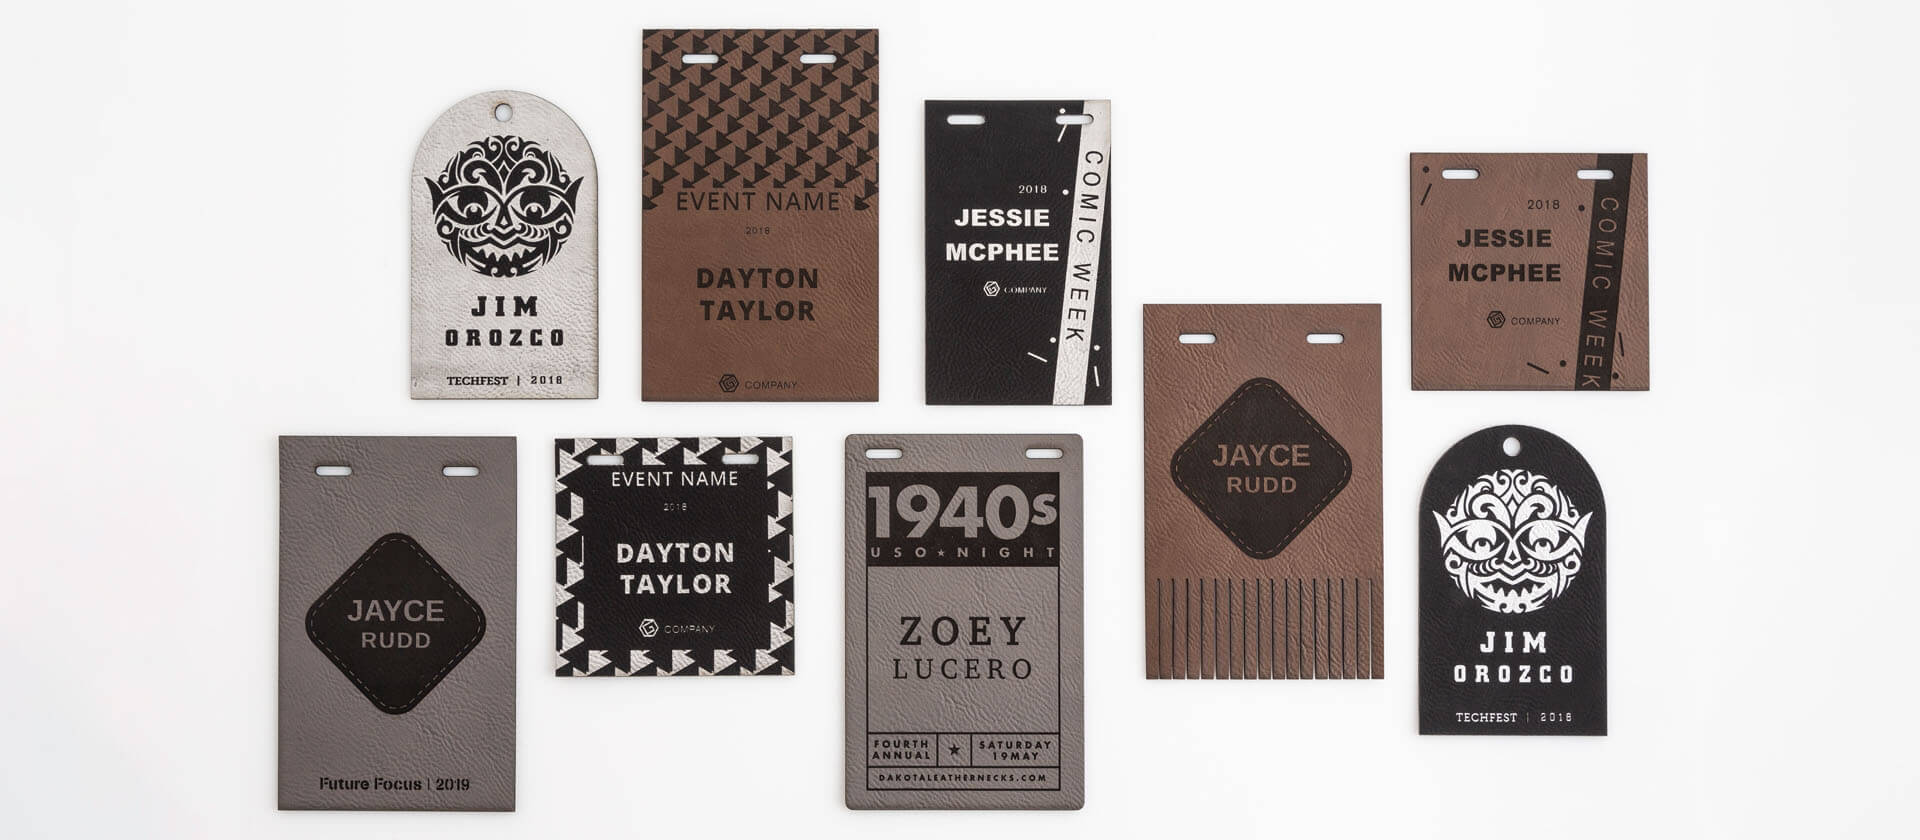 JIM
OROZCO
TECHFEST | 2018
EVENT NAME
2018
DAYTON
TAYLOR
COMPANY
2018
JESSIE
MCPHEE
COMPANY
COMIC WEEK
2018
JESSIE
MCPHEE
COMPANY
COMIC WEEK
JAYCE
RUDD
Future Focus | 2019
EVENT NAME
2018
DAYTON
TAYLOR
COMPANY
1940s
USO★NIGHT
ZOEY
LUCERO
FOURTH
ANNUAL
★
SATURDAY
19MAY
DAKOTALEATHERNECKS.COM
JAYCE
RUDD
JIM
OROZCO
TECHFEST | 2018